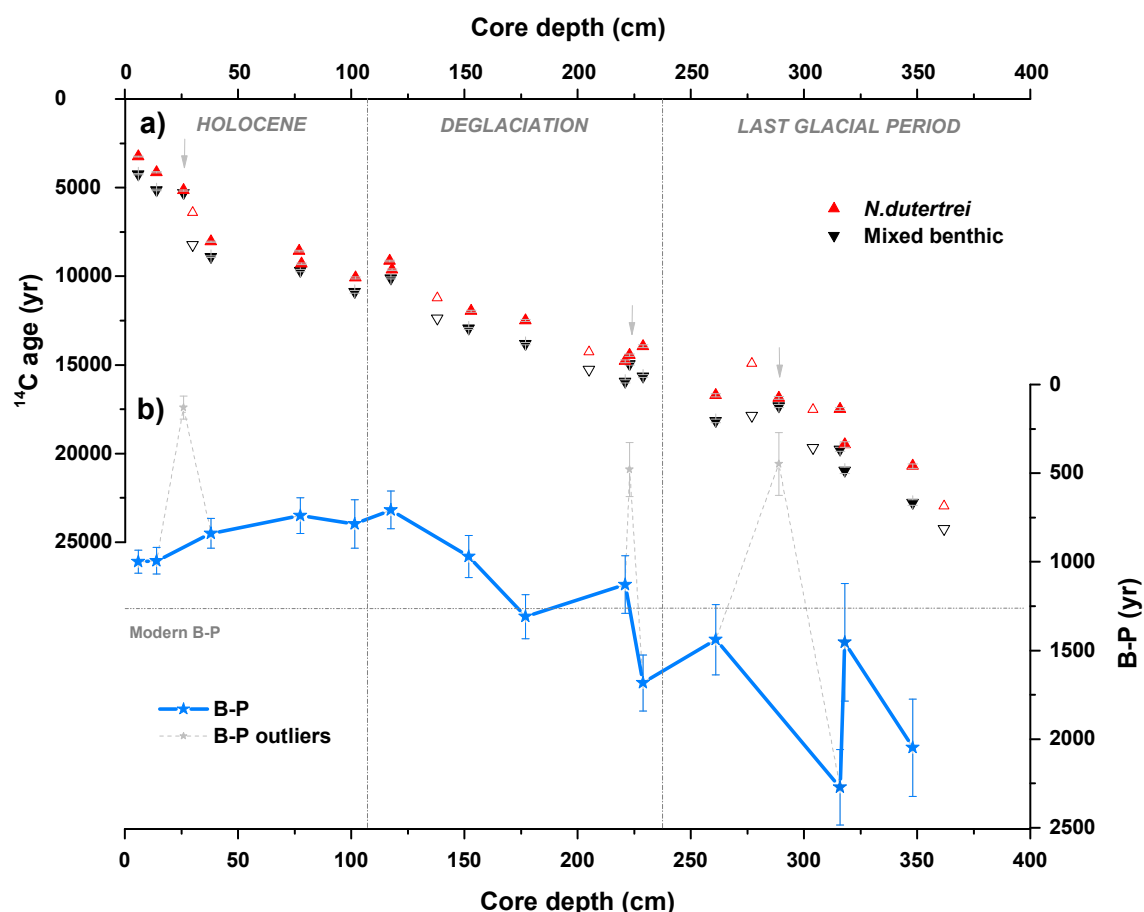 Core depth (cm)
0 50 100 150 200 250 300 350 400
0
a)
HOLOCENE
DEGLACIATION
LAST GLACIAL PERIOD
5000
N.dutertrei
Mixed benthic
10000
¹⁴C age (yr)
15000
0
b)
20000
500
25000
1000
Modern B-P
B-P (yr)
1500
B-P
B-P outliers
2000
2500
0 50 100 150 200 250 300 350 400
Core depth (cm)